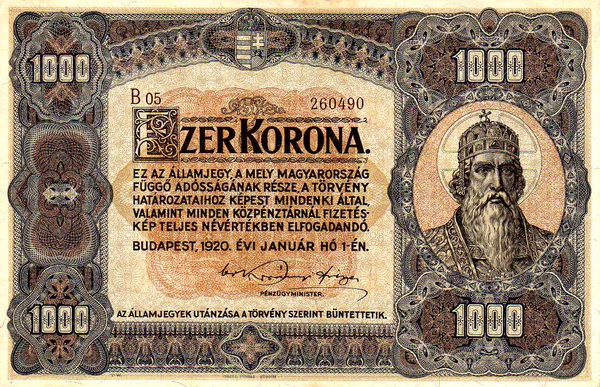 1000 1000
B 05 260490
EZER KORONA.
EZ AZ ÁLLAMJEGY, A MELY MAGYARORSZÁG
FÜGGŐ ADÓSSÁGÁNAK RÉSZE, A TÖRVÉNY
HATÁROZATAIHOZ KÉPEST MINDENKI ÁLTAL,
VALAMINT MINDEN KÖZPÉNZTÁRNÁL FIZETÉS-
KÉP TELJES NÉVÉRTÉKBEN ELFOGADANDÓ.
BUDAPEST, 1920. ÉVI JANUÁR HÓ 1-ÉN.
PÉNZÜGYMINISTER.
AZ ÁLLAMJEGYEK UTÁNZÁSA A TÖRVÉNY SZERINT BÜNTETTETIK.
1000 1000